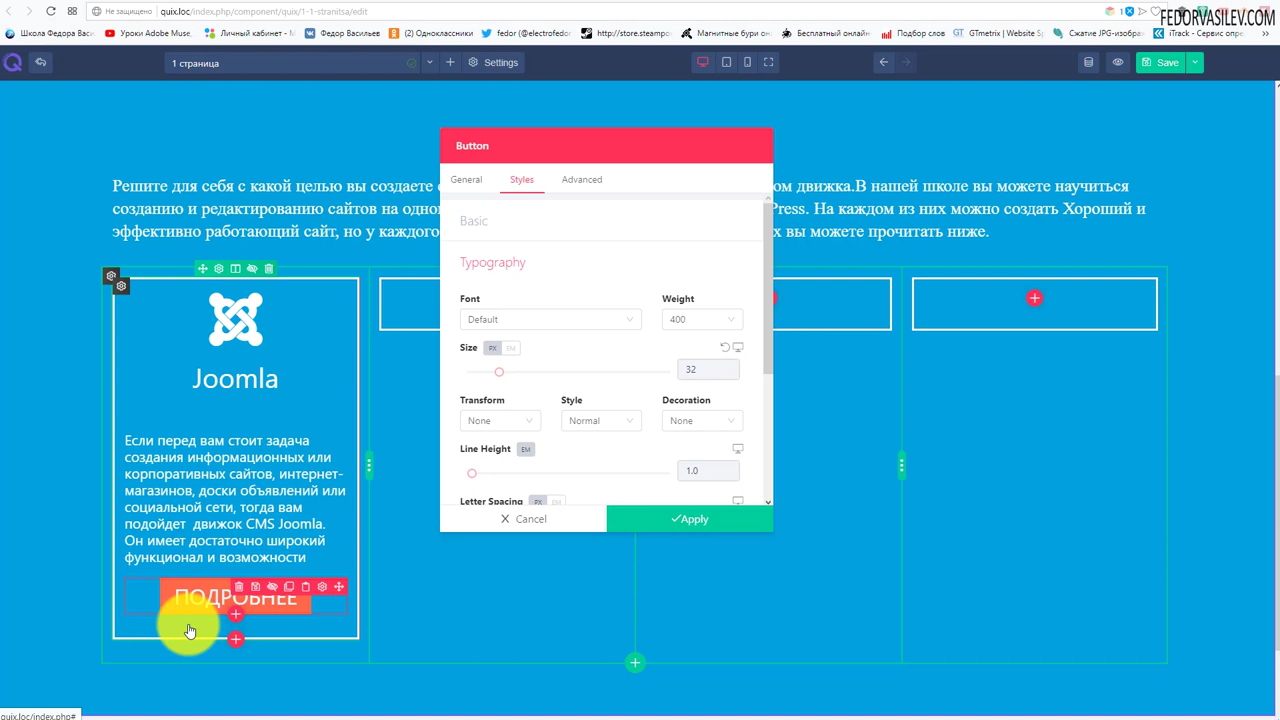 Не защищено
quix.loc/index.php/component/quix/1-1-stranitsa/edit
FEDORVASILEV.COM
Школа Федора Васи.
Уроки Adobe Muse,
Личный кабинет -
Федор Васильев
(2) Одноклассники
fedor (@electrofedor
http://store.steampo
Магнитные бури он
Бесплатный онлайн
Подбор слов
GTmetrix | Website S
Сжатие JPG-изображ
iTrack - Сервис опре
1 страница
Settings
Save
Button
General
Styles
Advanced
Basic
Typography
Font
Weight
Default
400
Size
PX
EM
32
Transform
Style
Decoration
None
Normal
None
Line Height
EM
1.0
Letter Spacing
PX
EM
Cancel
Apply
Решите для себя с какой целью вы создаете
ом движка.В нашей школе вы можете научиться
созданию и редактированию сайтов на одно
Press. На каждом из них можно создать Хороший и
эффективно работающий сайт, но у каждого
х вы можете прочитать ниже.
Joomla
Если перед вам стоит задача
создания информационных или
корпоративных сайтов, интернет-
магазинов, доски объявлений или
социальной сети, тогда вам
подойдет движок CMS Joomla.
Он имеет достаточно широкий
функционал и возможности
ПОДРОБНЕЕ
quix.loc/index.php#